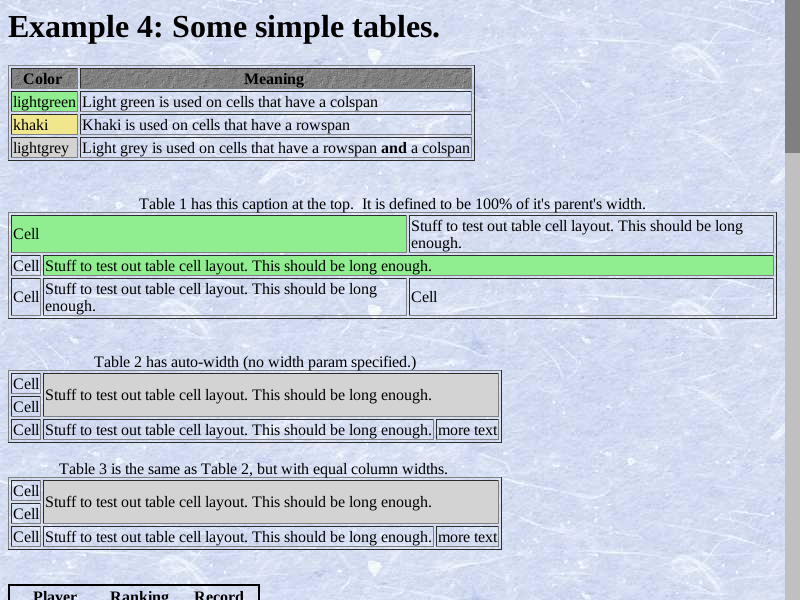 Example 4: Some simple tables.
Color Meaning
lightgreen Light green is used on cells that have a colspan
khaki Khaki is used on cells that have a rowspan
lightgrey Light grey is used on cells that have a rowspan and a colspan
Table 1 has this caption at the top.  It is defined to be 100% of it's parent's width.
Cell Stuff to test out table cell layout. This should be long
enough.
Cell Stuff to test out table cell layout. This should be long enough.
Cell Stuff to test out table cell layout. This should be long
enough. Cell
Table 2 has auto-width (no width param specified.)
Cell Stuff to test out table cell layout. This should be long enough.
Cell
Cell Stuff to test out table cell layout. This should be long enough. more text
Table 3 is the same as Table 2, but with equal column widths.
Cell Stuff to test out table cell layout. This should be long enough.
Cell
Cell Stuff to test out table cell layout. This should be long enough. more text
Player Ranking Record